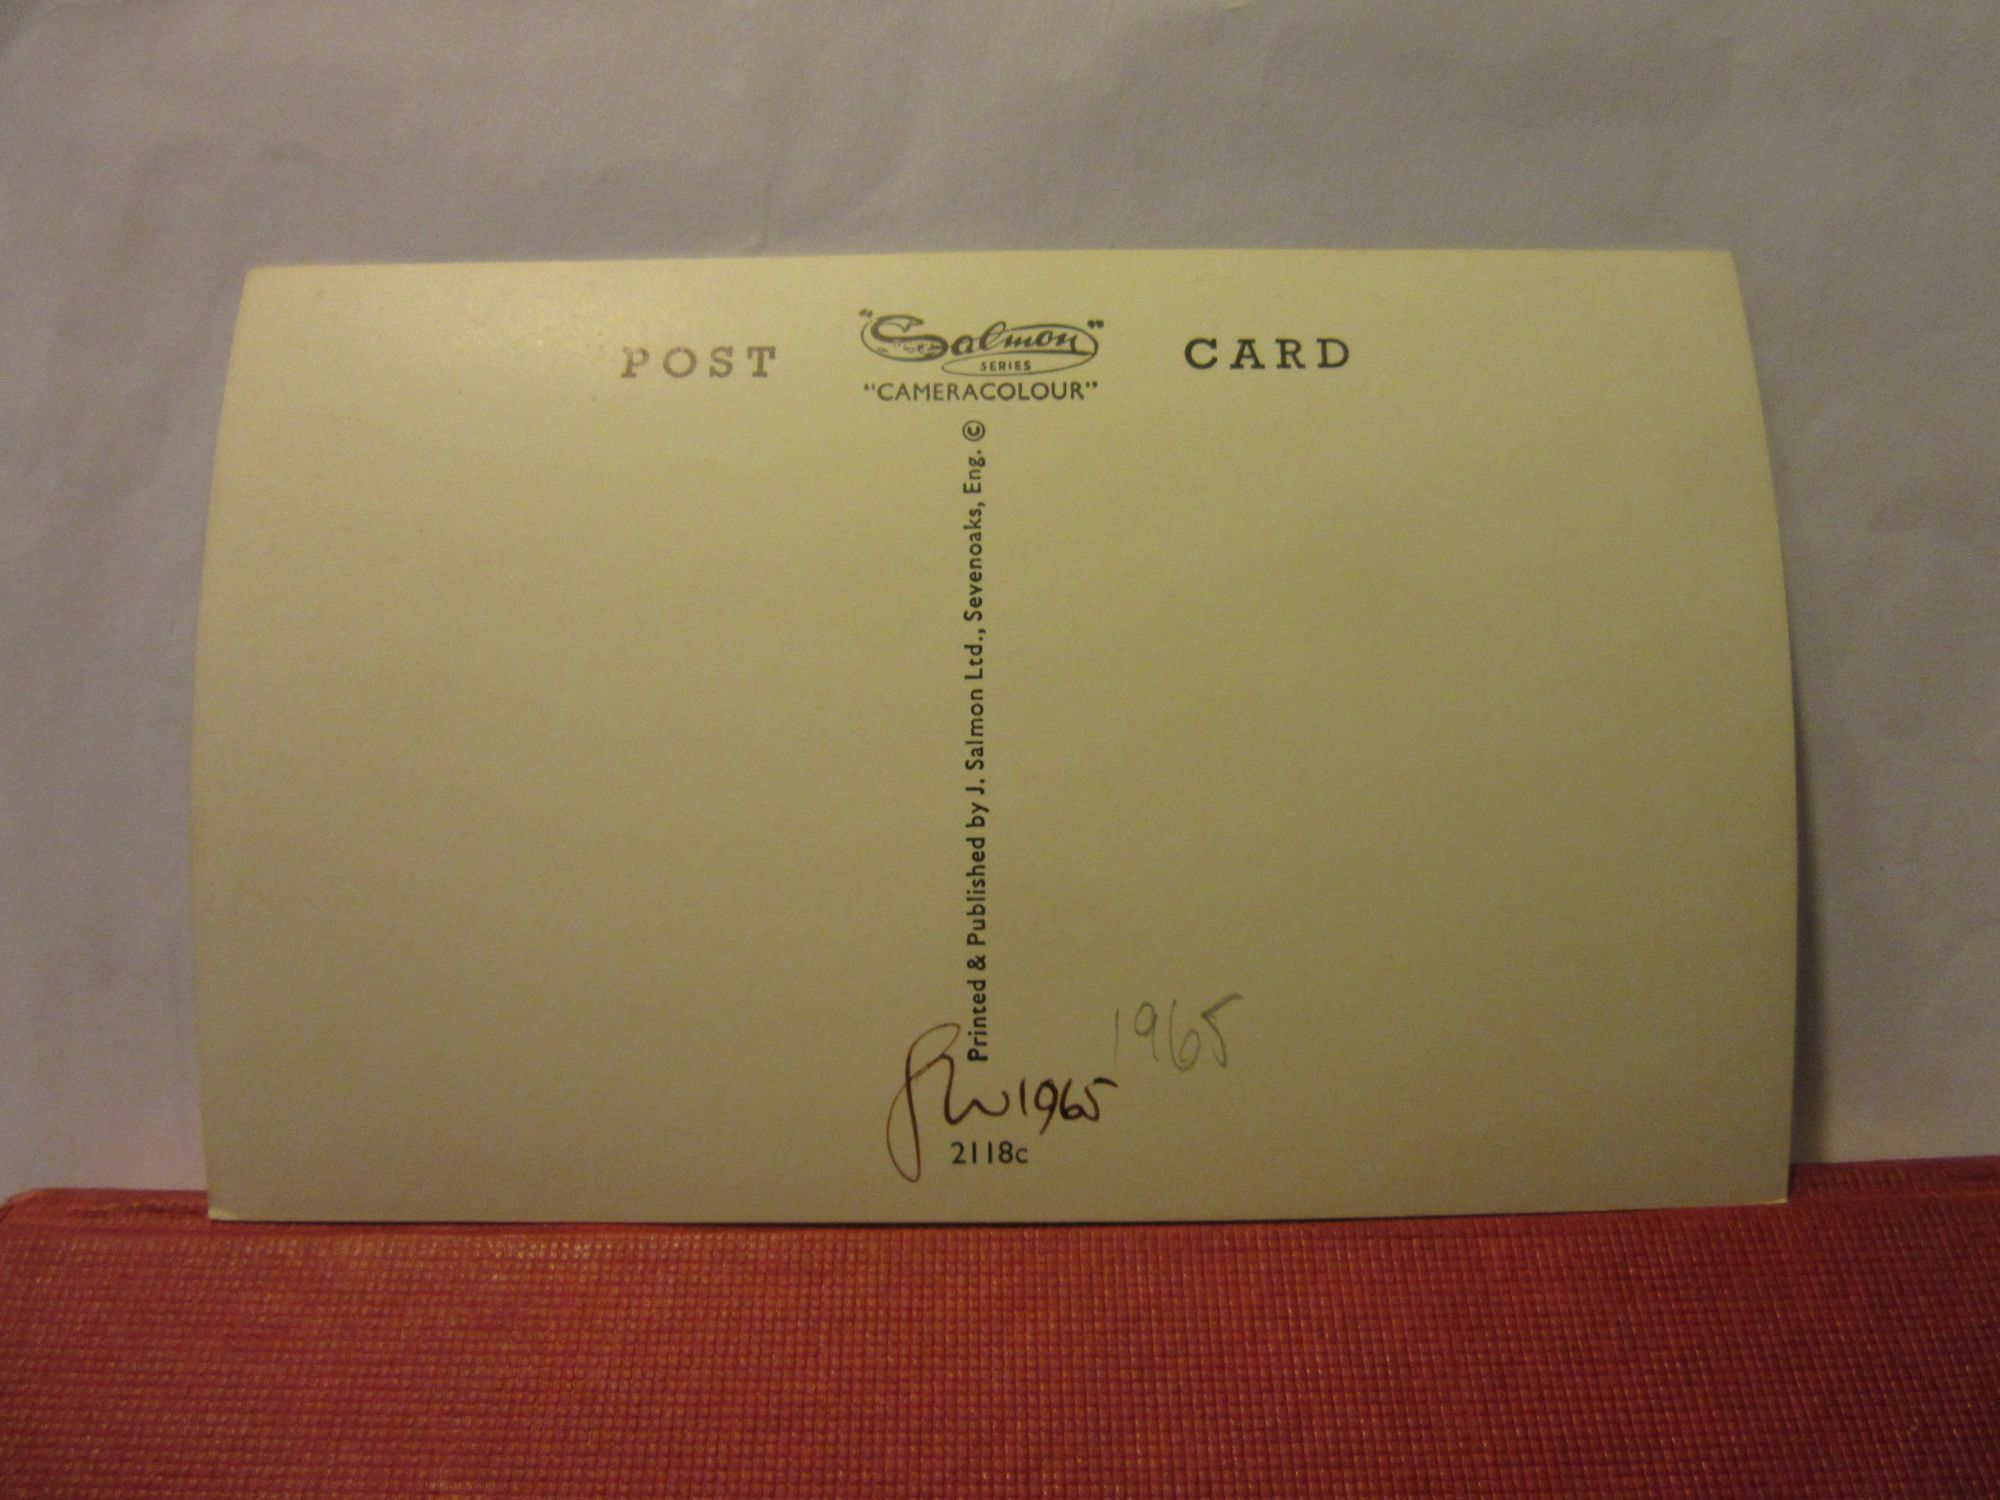 POST "Salmon" CARD
SERIES
"CAMERACOLOUR"
Printed & Published by J. Salmon Ltd., Sevenoaks, Eng. ©
1965
1965
2118c